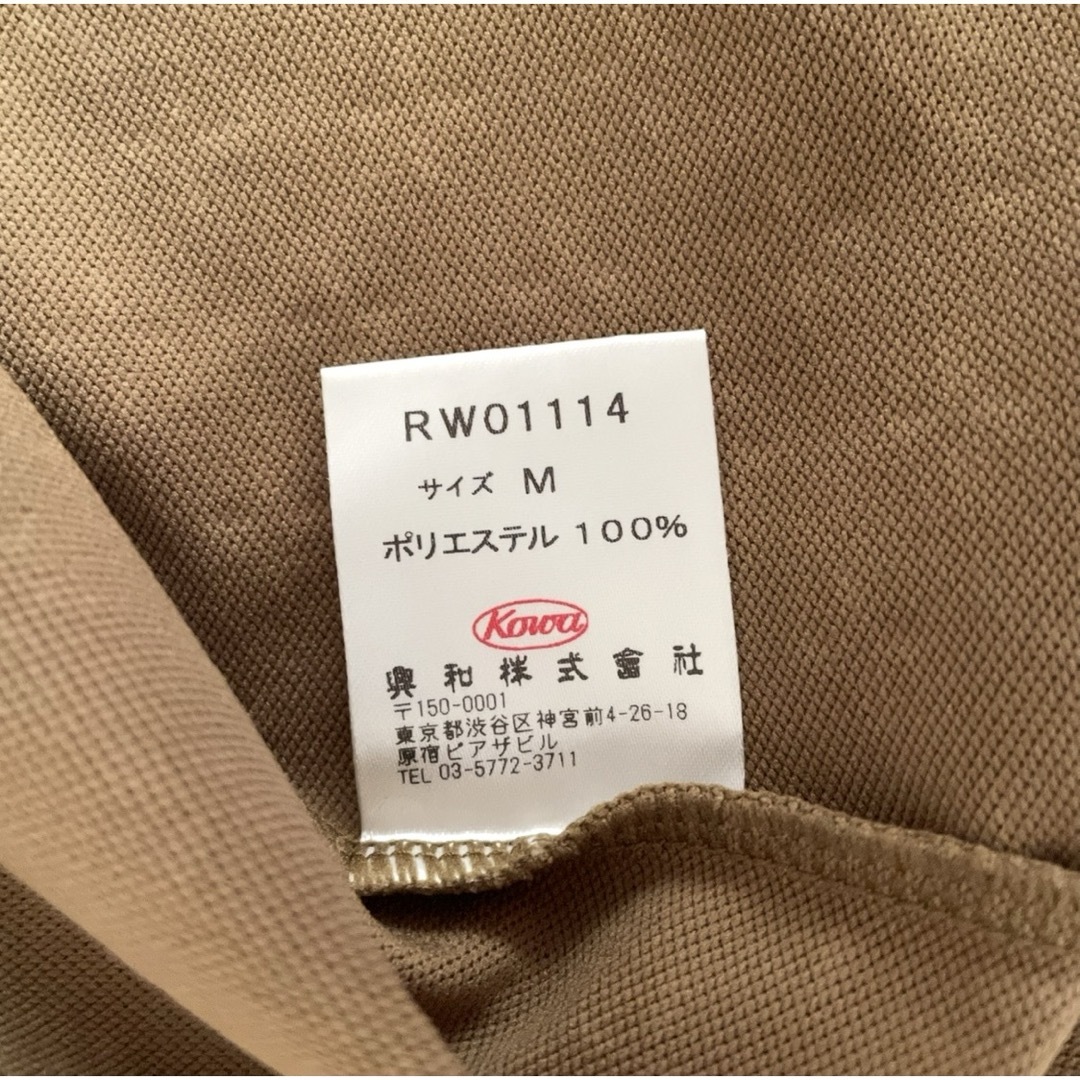 RW01114
サイズ M
ポリエステル 100%
Kowa
興和株式會社
〒150-0001
東京都渋谷区神宮前4-26-18
原宿ピアザビル
TEL 03-5772-3711